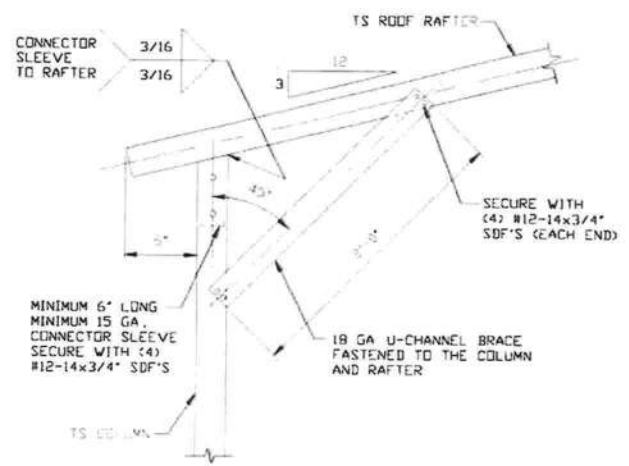 TS ROOF RAFTER
CONNECTOR
SLEEVE
TO RAFTER
3/16
3/16
12
3
45°
SECURE WITH
(4) #12-14x3/4"
SDF'S (EACH END)
6"
MINIMUM 6" LONG
MINIMUM 15 GA.
CONNECTOR SLEEVE
SECURE WITH (4)
#12-14x3/4" SDF'S
18 GA U-CHANNEL BRACE
FASTENED TO THE COLUMN
AND RAFTER
TS COLUMN